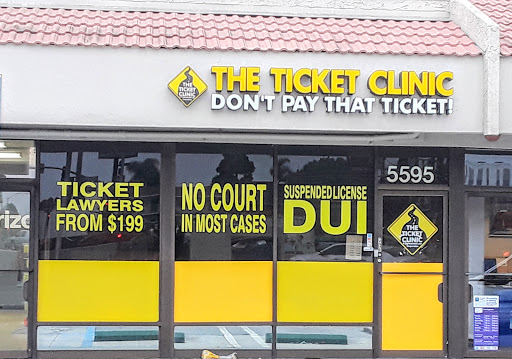 THE TICKET CLINIC
DON'T PAY THAT TICKET!
THE
TICKET
CLINIC
TICKET
LAWYERS
FROM $199
NO COURT
IN MOST CASES
SUSPENDED LICENSE
DUI
5595
THE
TICKET
CLINIC